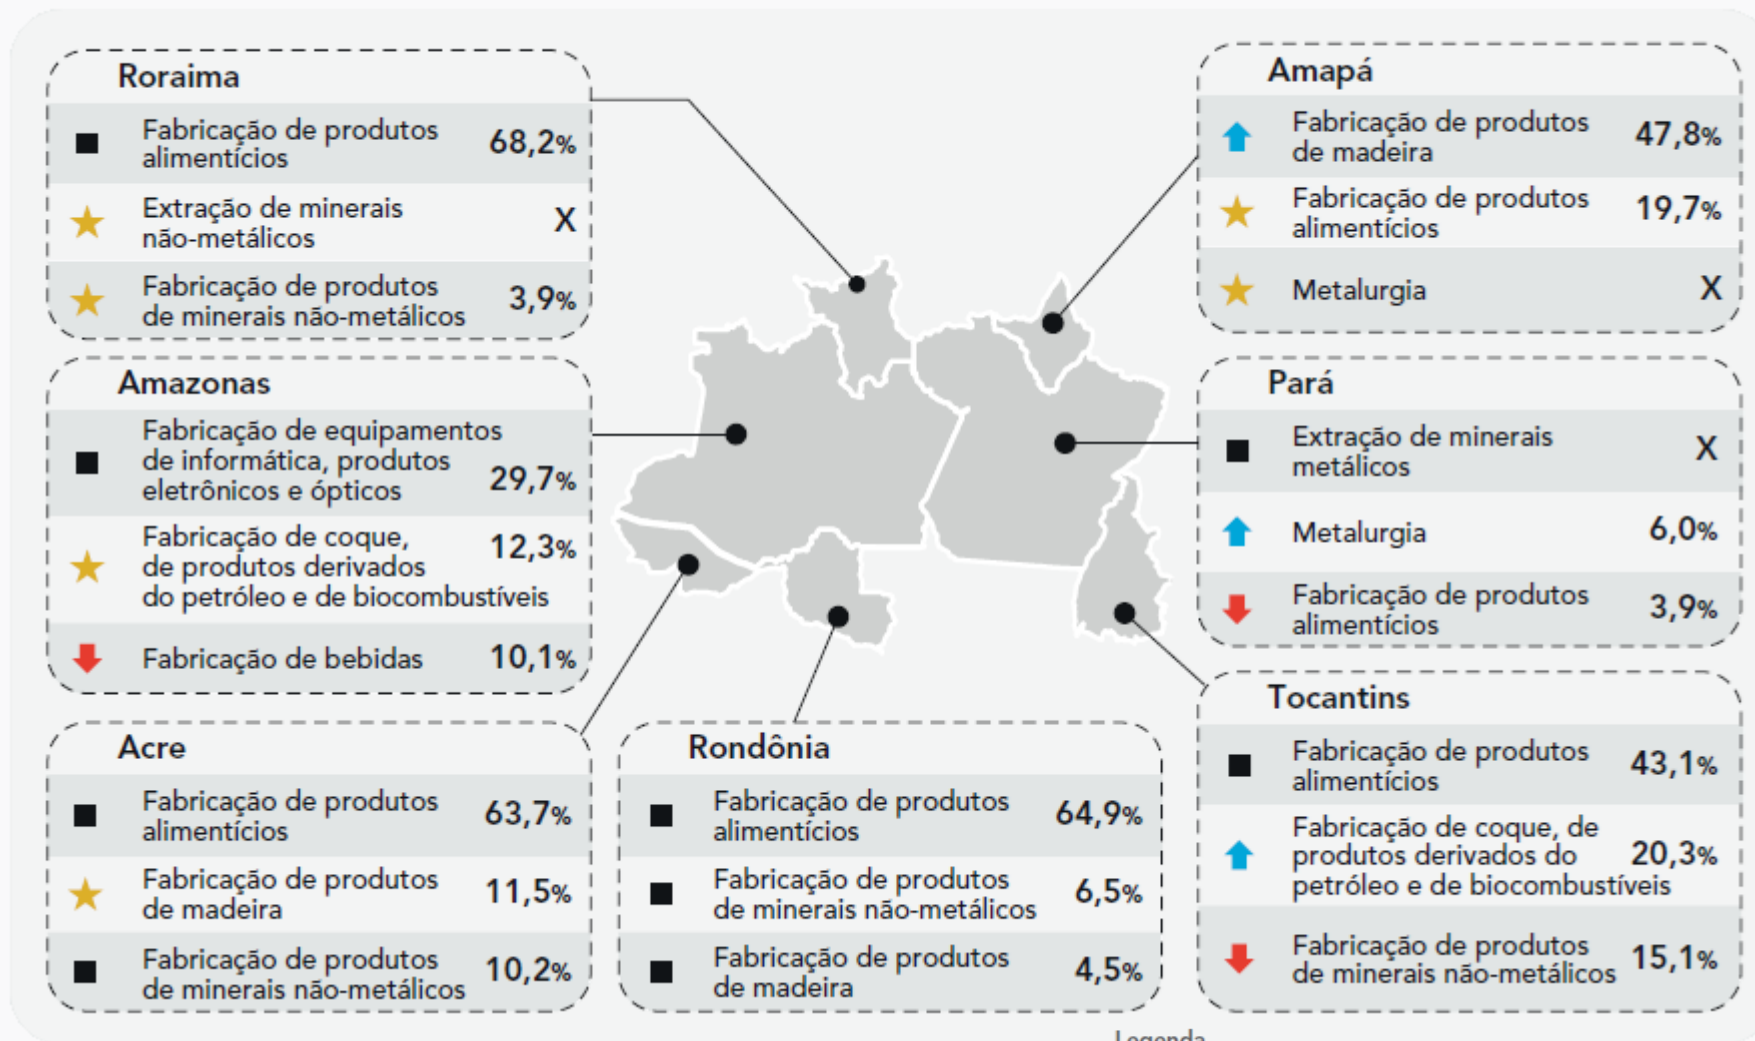 Roraima
Fabricação de produtos
alimentícios
68,2%
Extração de minerais
não-metálicos
X
Fabricação de produtos
de minerais não-metálicos
3,9%
Amazonas
Fabricação de equipamentos
de informática, produtos
eletrônicos e ópticos
29,7%
Fabricação de coque,
de produtos derivados
do petróleo e de biocombustíveis
12,3%
Fabricação de bebidas
10,1%
Acre
Fabricação de produtos
alimentícios
63,7%
Fabricação de produtos
de madeira
11,5%
Fabricação de produtos
de minerais não-metálicos
10,2%
Rondônia
Fabricação de produtos
alimentícios
64,9%
Fabricação de produtos
de minerais não-metálicos
6,5%
Fabricação de produtos
de madeira
4,5%
Amapá
Fabricação de produtos
de madeira
47,8%
Fabricação de produtos
alimentícios
19,7%
Metalurgia
X
Pará
Extração de minerais
metálicos
X
Metalurgia
6,0%
Fabricação de produtos
alimentícios
3,9%
Tocantins
Fabricação de produtos
alimentícios
43,1%
Fabricação de coque, de
produtos derivados do
petróleo e de biocombustíveis
20,3%
Fabricação de produtos
de minerais não-metálicos
15,1%
Legenda